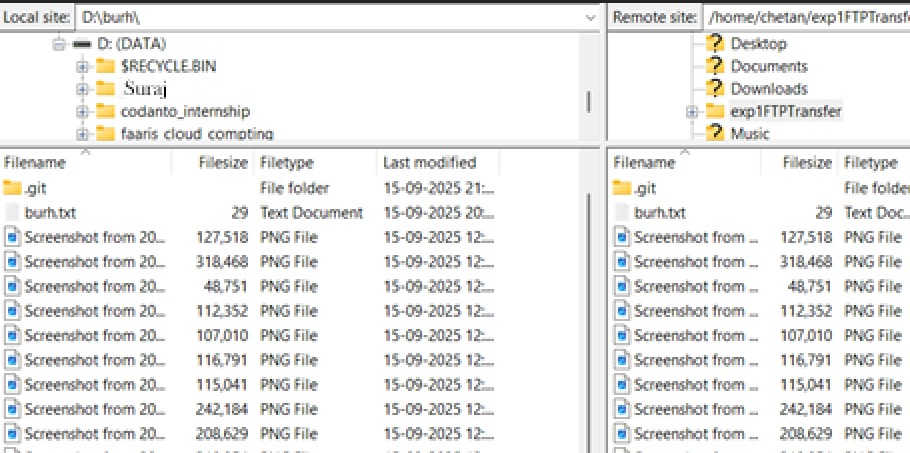 Local site: D:\burh\
D: (DATA)
$RECYCLE.BIN
Suraj
codanto_internship
faaris cloud compting
Filename Filesize Filetype Last modified
.git File folder 15-09-2025 21:...
burh.txt 29 Text Document 15-09-2025 20:...
Screenshot from 20... 127,518 PNG File 15-09-2025 12:...
Screenshot from 20... 318,468 PNG File 15-09-2025 12:...
Screenshot from 20... 48,751 PNG File 15-09-2025 12:...
Screenshot from 20... 112,352 PNG File 15-09-2025 12:...
Screenshot from 20... 107,010 PNG File 15-09-2025 12:...
Screenshot from 20... 116,791 PNG File 15-09-2025 12:...
Screenshot from 20... 115,041 PNG File 15-09-2025 12:...
Screenshot from 20... 242,184 PNG File 15-09-2025 12:...
Screenshot from 20... 208,629 PNG File 15-09-2025 12:...
Remote site: /home/chetan/exp1FTPTransf
Desktop
Documents
Downloads
exp1FTPTransfer
Music
Filename Filesize Filetype
.git File folde
burh.txt 29 Text Doc...
Screenshot from ... 127,518 PNG File
Screenshot from ... 318,468 PNG File
Screenshot from ... 48,751 PNG File
Screenshot from ... 112,352 PNG File
Screenshot from ... 107,010 PNG File
Screenshot from ... 116,791 PNG File
Screenshot from ... 115,041 PNG File
Screenshot from ... 242,184 PNG File
Screenshot from ... 208,629 PNG File